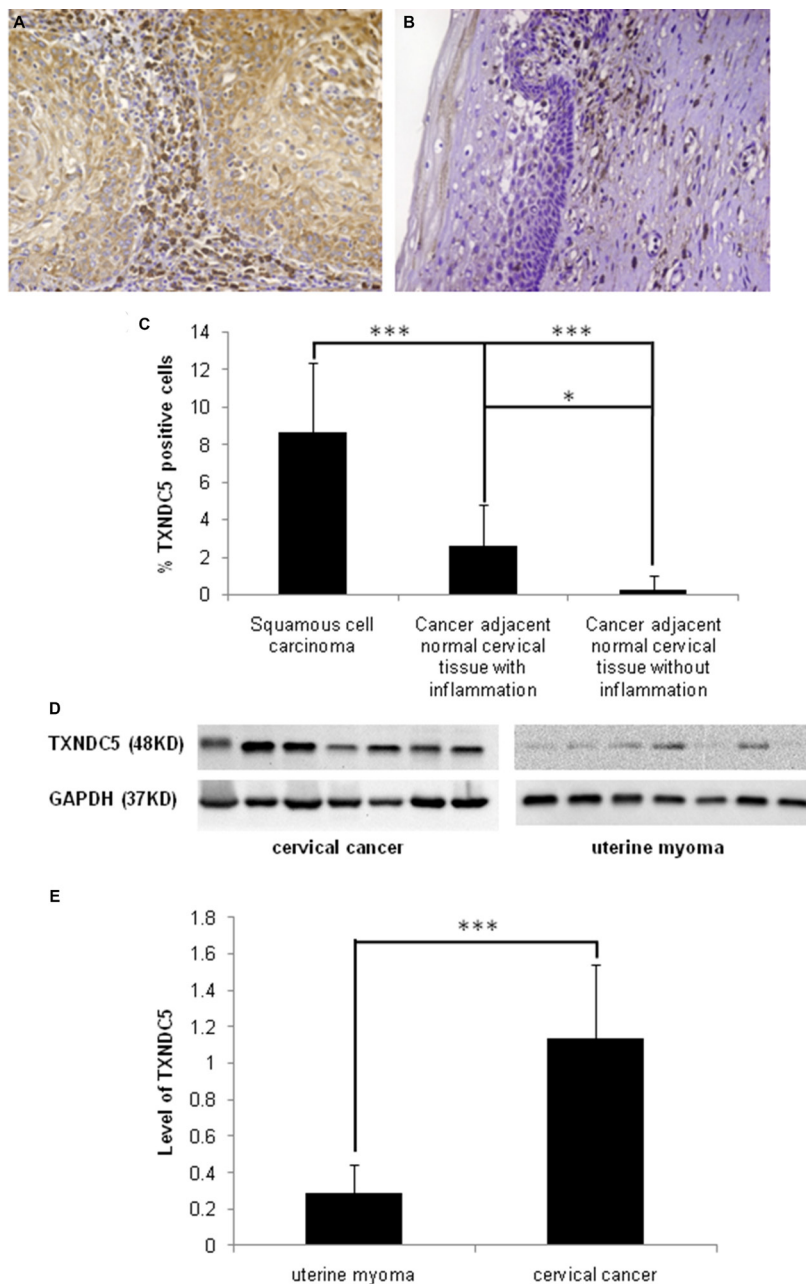 A
B
C
14
12
10
8
6
4
2
0
% TXNDC5 positive cells
***
***
*
Squamous cell
carcinoma
Cancer adjacent
normal cervical
tissue with
inflammation
Cancer adjacent
normal cervical
tissue without
inflammation
D
TXNDC5 (48KD)
GAPDH (37KD)
cervical cancer
uterine myoma
E
1.8
1.6
1.4
1.2
1
0.8
0.6
0.4
0.2
0
Level of TXNDC5
***
uterine myoma
cervical cancer